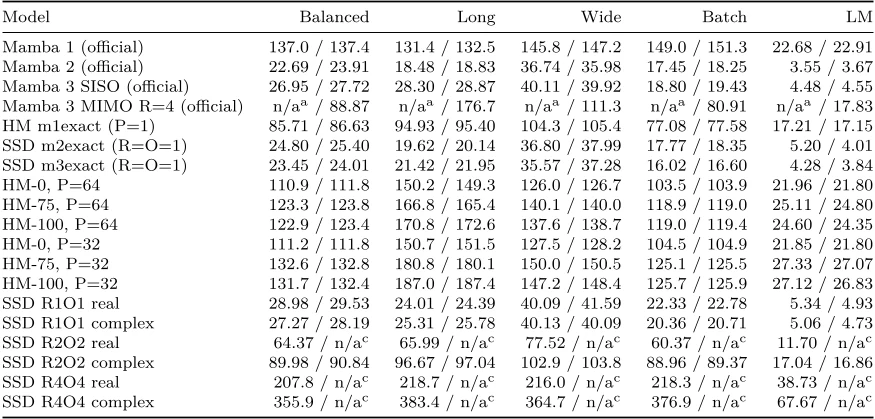 Model Balanced Long Wide Batch LM
Mamba 1 (official) 137.0 / 137.4 131.4 / 132.5 145.8 / 147.2 149.0 / 151.3 22.68 / 22.91
Mamba 2 (official) 22.69 / 23.91 18.48 / 18.83 36.74 / 35.98 17.45 / 18.25 3.55 / 3.67
Mamba 3 SISO (official) 26.95 / 27.72 28.30 / 28.87 40.11 / 39.92 18.80 / 19.43 4.48 / 4.55
Mamba 3 MIMO R=4 (official) n/aᵃ / 88.87 n/aᵃ / 176.7 n/aᵃ / 111.3 n/aᵃ / 80.91 n/aᵃ / 17.83
HM m1exact (P=1) 85.71 / 86.63 94.93 / 95.40 104.3 / 105.4 77.08 / 77.58 17.21 / 17.15
SSD m2exact (R=O=1) 24.80 / 25.40 19.62 / 20.14 36.80 / 37.99 17.77 / 18.35 5.20 / 4.01
SSD m3exact (R=O=1) 23.45 / 24.01 21.42 / 21.95 35.57 / 37.28 16.02 / 16.60 4.28 / 3.84
HM-0, P=64 110.9 / 111.8 150.2 / 149.3 126.0 / 126.7 103.5 / 103.9 21.96 / 21.80
HM-75, P=64 123.3 / 123.8 166.8 / 165.4 140.1 / 140.0 118.9 / 119.0 25.11 / 24.80
HM-100, P=64 122.9 / 123.4 170.8 / 172.6 137.6 / 138.7 119.0 / 119.4 24.60 / 24.35
HM-0, P=32 111.2 / 111.8 150.7 / 151.5 127.5 / 128.2 104.5 / 104.9 21.85 / 21.80
HM-75, P=32 132.6 / 132.8 180.8 / 180.1 150.0 / 150.5 125.1 / 125.5 27.33 / 27.07
HM-100, P=32 131.7 / 132.4 187.0 / 187.4 147.2 / 148.4 125.7 / 125.9 27.12 / 26.83
SSD R1O1 real 28.98 / 29.53 24.01 / 24.39 40.09 / 41.59 22.33 / 22.78 5.34 / 4.93
SSD R1O1 complex 27.27 / 28.19 25.31 / 25.78 40.13 / 40.09 20.36 / 20.71 5.06 / 4.73
SSD R2O2 real 64.37 / n/aᶜ 65.99 / n/aᶜ 77.52 / n/aᶜ 60.37 / n/aᶜ 11.70 / n/aᶜ
SSD R2O2 complex 89.98 / 90.84 96.67 / 97.04 102.9 / 103.8 88.96 / 89.37 17.04 / 16.86
SSD R4O4 real 207.8 / n/aᶜ 218.7 / n/aᶜ 216.0 / n/aᶜ 218.3 / n/aᶜ 38.73 / n/aᶜ
SSD R4O4 complex 355.9 / n/aᶜ 383.4 / n/aᶜ 364.7 / n/aᶜ 376.9 / n/aᶜ 67.67 / n/aᶜ